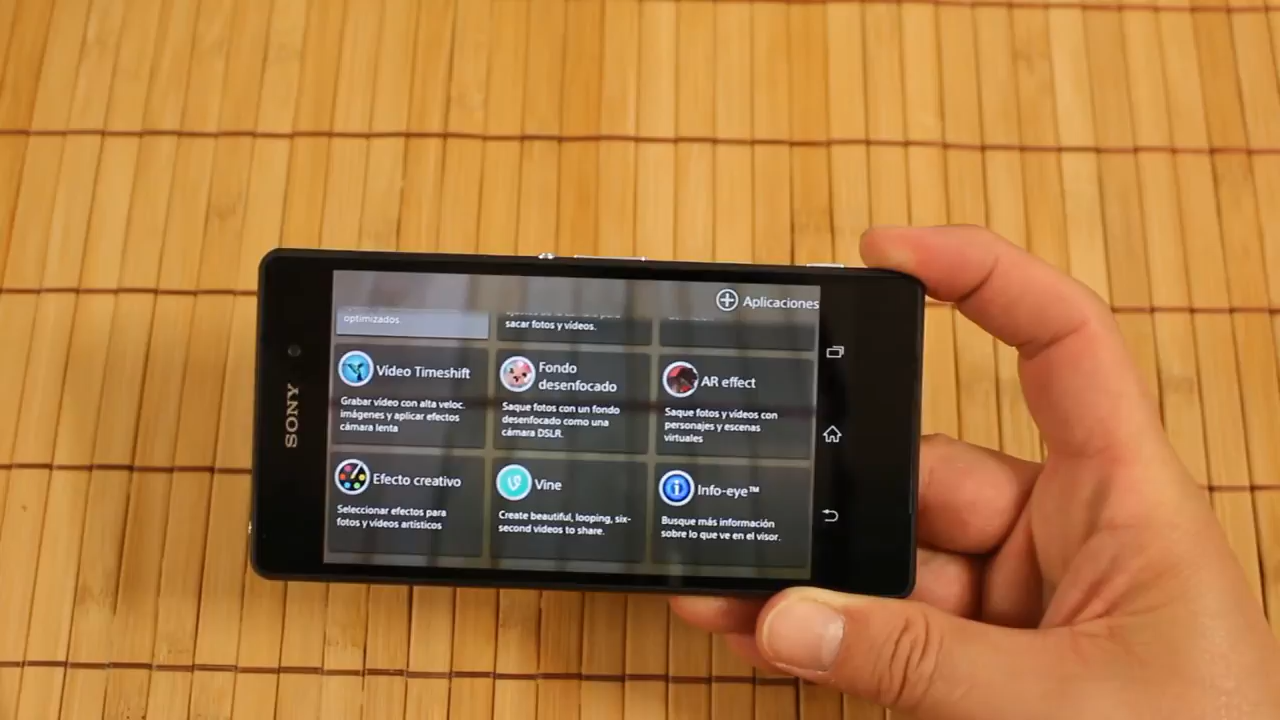 SONY
Aplicaciones
optimizados.
sacar fotos y vídeos.
Vídeo Timeshift
Grabar vídeo con alta veloc.
imágenes y aplicar efectos
cámara lenta
Fondo
desenfocado
Saque fotos con un fondo
desenfocado como una
cámara DSLR.
AR effect
Saque fotos y vídeos con
personajes y escenas
virtuales
Efecto creativo
Seleccionar efectos para
fotos y vídeos artísticos
Vine
Create beautiful, looping, six-
second videos to share.
Info-eye™
Busque más información
sobre lo que ve en el visor.